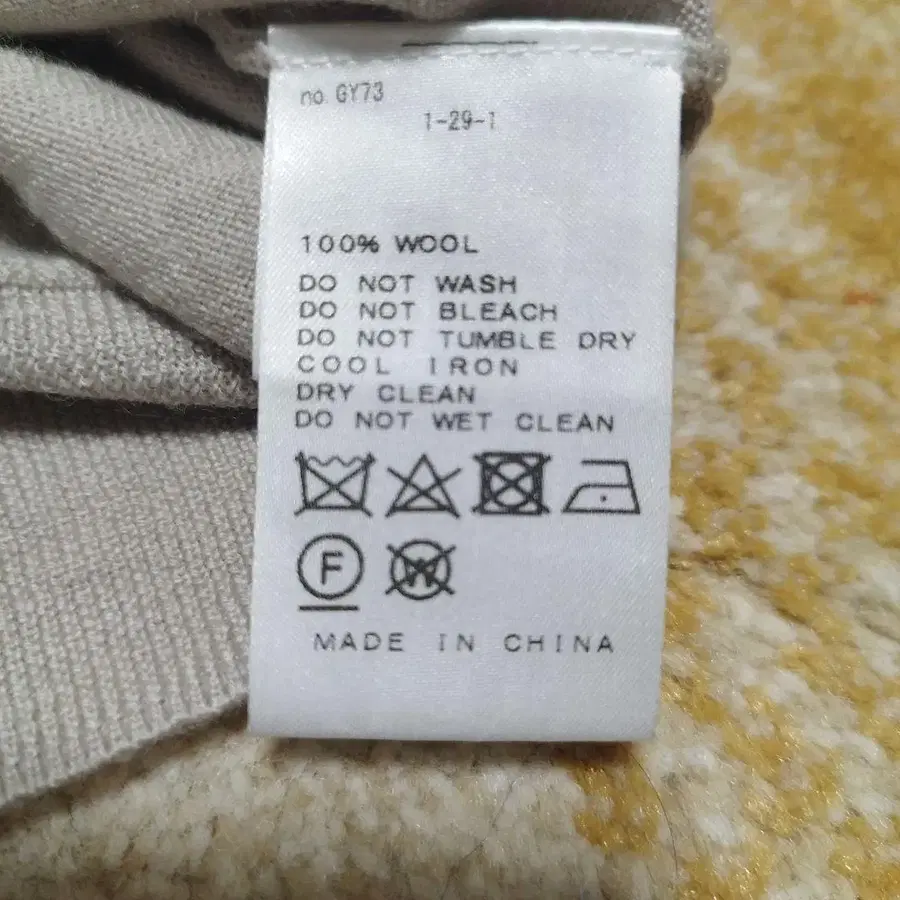 no. GY73
1-29-1
100% WOOL
DO NOT WASH
DO NOT BLEACH
DO NOT TUMBLE DRY
COOL IRON
DRY CLEAN
DO NOT WET CLEAN
F W
MADE IN CHINA